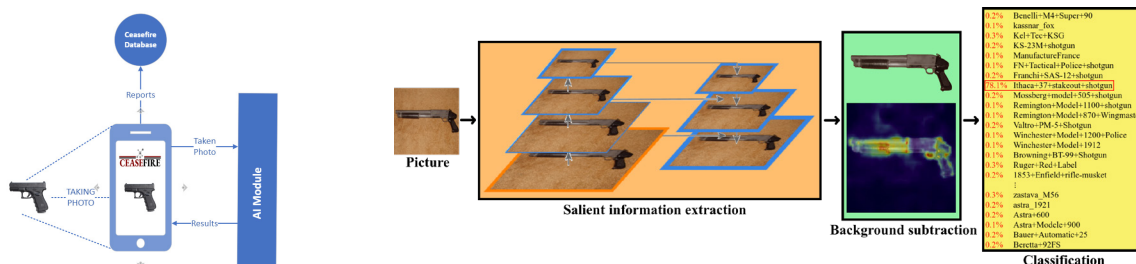 Ceasefire
Database
Reports
Taken
Photo
CEASEFIRE
TAKING
PHOTO
Results
AI Module
Picture
Salient information extraction
Background subtraction
0.2% Benelli+M4+Super+90
0.1% kassnar_fox
0.3% Kel+Tec+KSG
0.2% KS-23M+shotgun
0.1% ManufactureFrance
0.1% FN+Tactical+Police+shotgun
0.2% Franchi+SAS-12+shotgun
78.1% Ithaca+37+stakeout+shotgun
0.2% Mossberg+model+505+shotgun
0.1% Remington+Model+1100+shotgun
0.1% Remington+Model+870+Wingmaster
0.2% Valtro+PM-5+Shotgun
0.1% Winchester+Model+1200+Police
0.1% Winchester+Model+1912
0.1% Browning+BT-99+Shotgun
0.3% Ruger+Red+Label
0.2% 1853+Enfield+rifle-musket
⋮
0.3% zastava_M56
0.2% astra_1921
0.2% Astra+600
0.1% Astra+Modele+900
0.2% Bauer+Automatic+25
0.2% Beretta+92FS
Classification